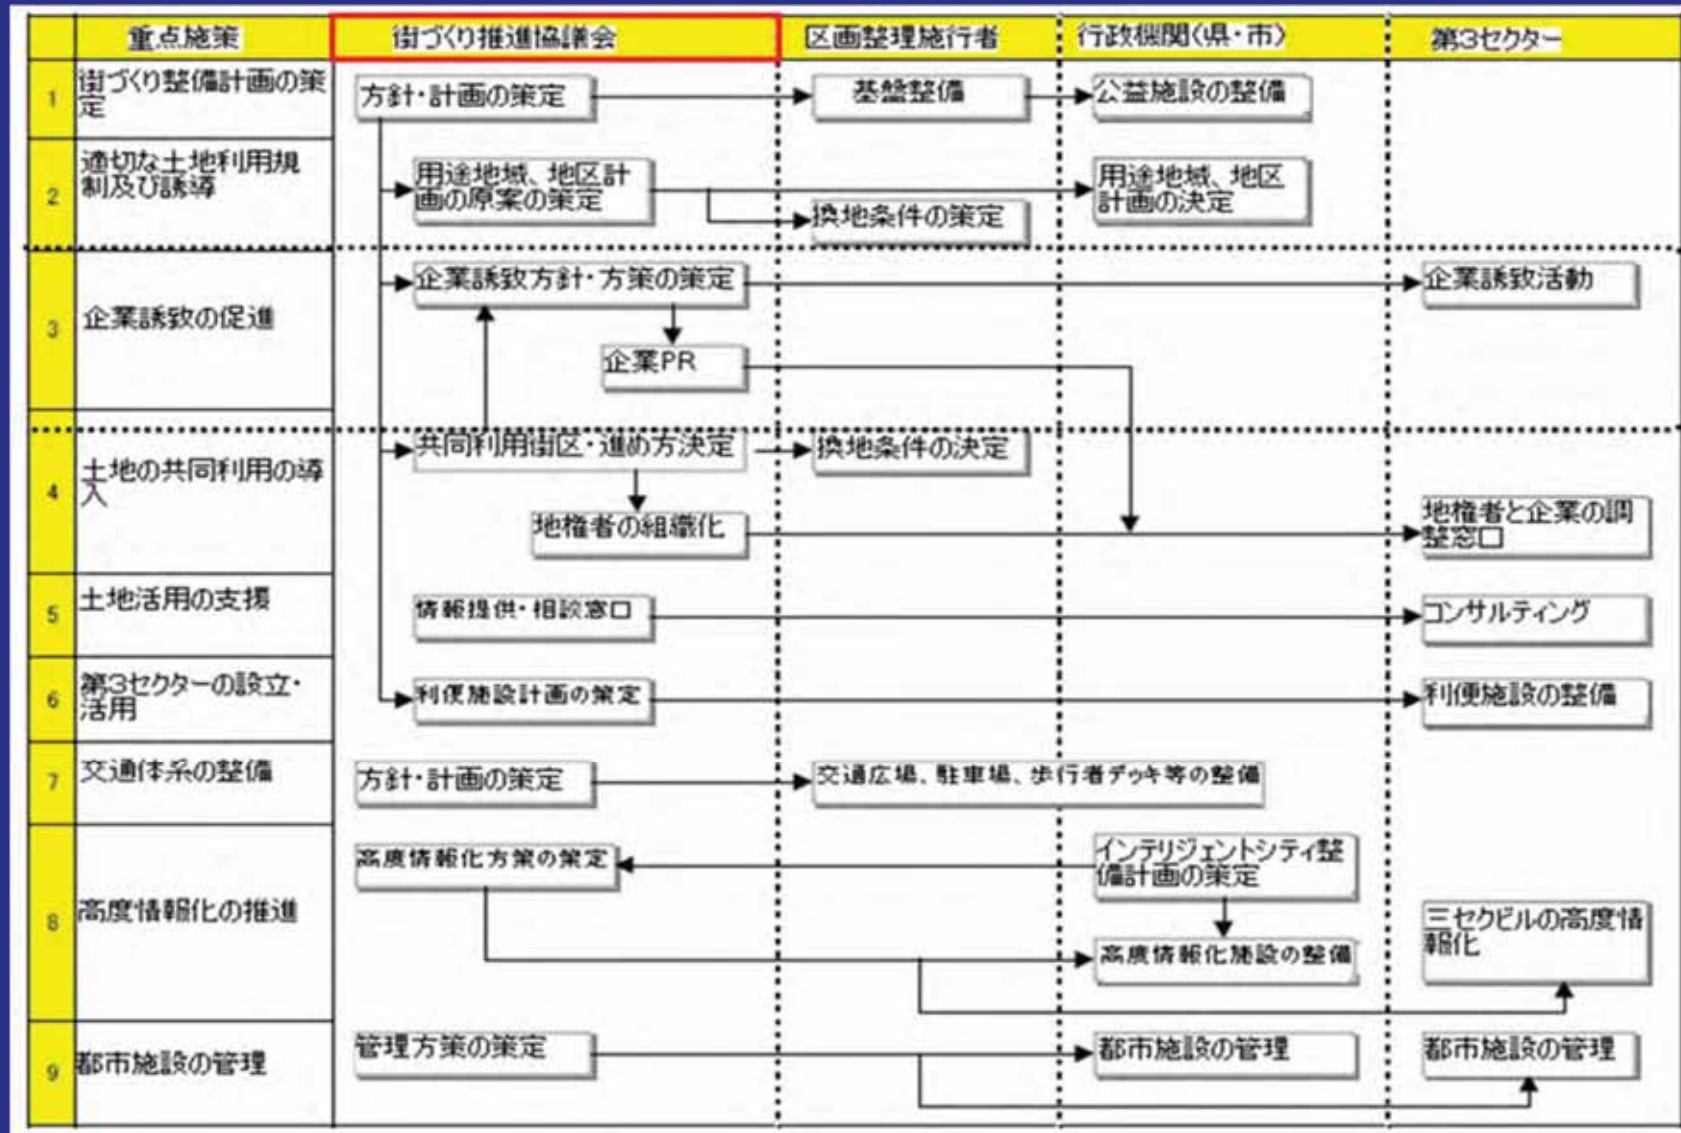 重点施策
街づくり推進協議会
区画整理施行者
行政機関〈県・市〉
第3セクター
1
街づくり整備計画の策
定
方針・計画の策定
基盤整備
公益施設の整備
2
適切な土地利用規
制及び誘導
用途地域、地区計
画の原案の策定
換地条件の策定
用途地域、地区
計画の決定
3
企業誘致の促進
企業誘致方針・方策の策定
企業PR
企業誘致活動
4
土地の共同利用の導
入
共同利用街区・進め方決定
換地条件の決定
地権者の組織化
地権者と企業の調
整窓口
5
土地活用の支援
情報提供・相談窓口
コンサルティング
6
第3セクターの設立・
活用
利便施設計画の策定
利便施設の整備
7
交通体系の整備
方針・計画の策定
交通広場、駐車場、歩行者デッキ等の整備
8
高度情報化の推進
高度情報化方策の策定
インテリジェントシティ整
備計画の策定
高度情報化施設の整備
三セクビルの高度情
報化
9
都市施設の管理
管理方策の策定
都市施設の管理
都市施設の管理